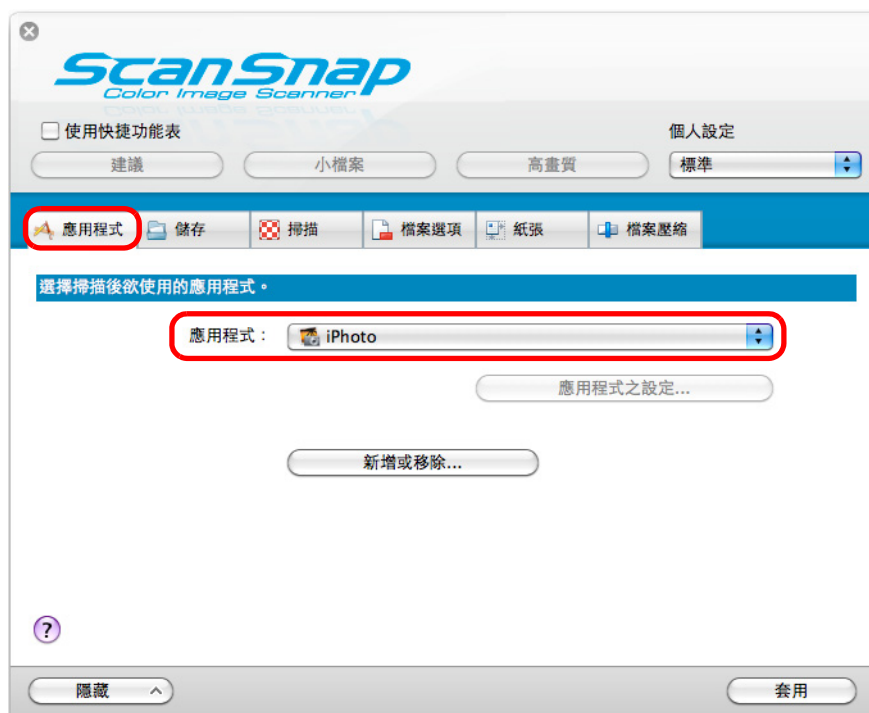 ScanSnap
Color Image Scanner
使用快捷功能表
個人設定
建議 小檔案 高畫質 標準
應用程式 儲存 掃描 檔案選項 紙張 檔案壓縮
選擇掃描後欲使用的應用程式。
應用程式： iPhoto
應用程式之設定...
新增或移除...
?
隱藏 套用